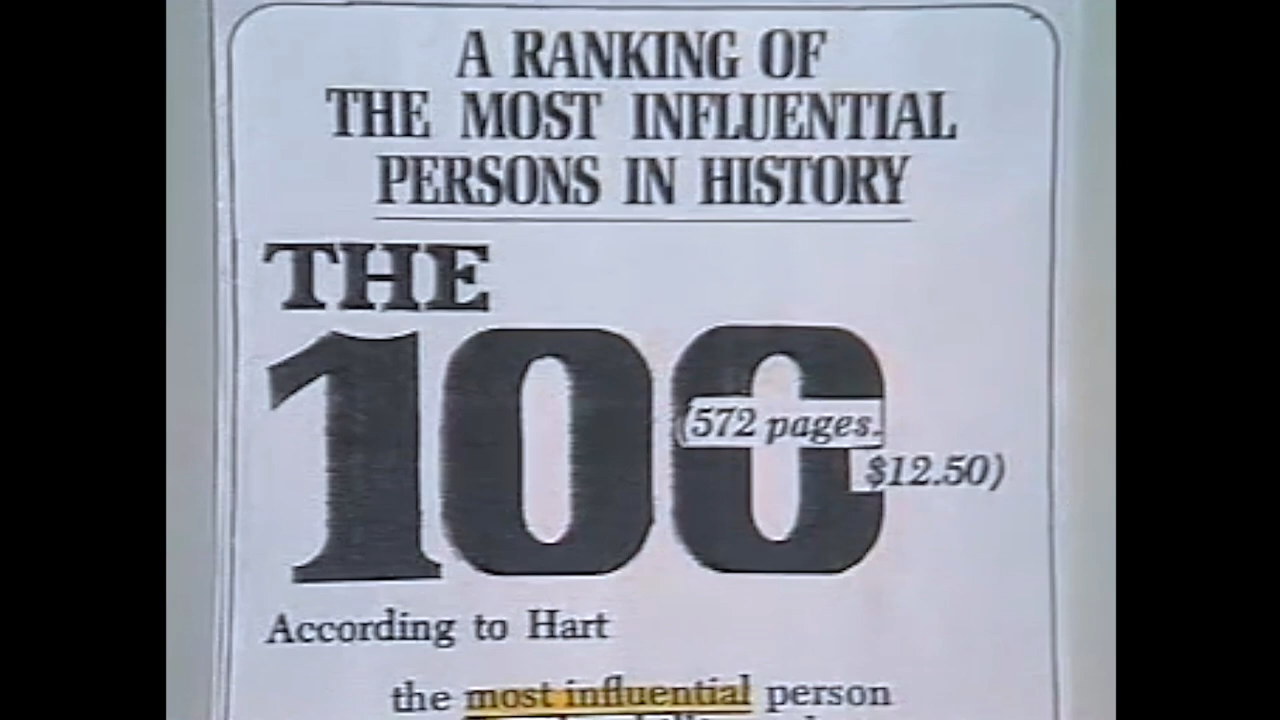 A RANKING OF
THE MOST INFLUENTIAL
PERSONS IN HISTORY
THE
100
(572 pages.
$12.50)
According to Hart
the most influential person